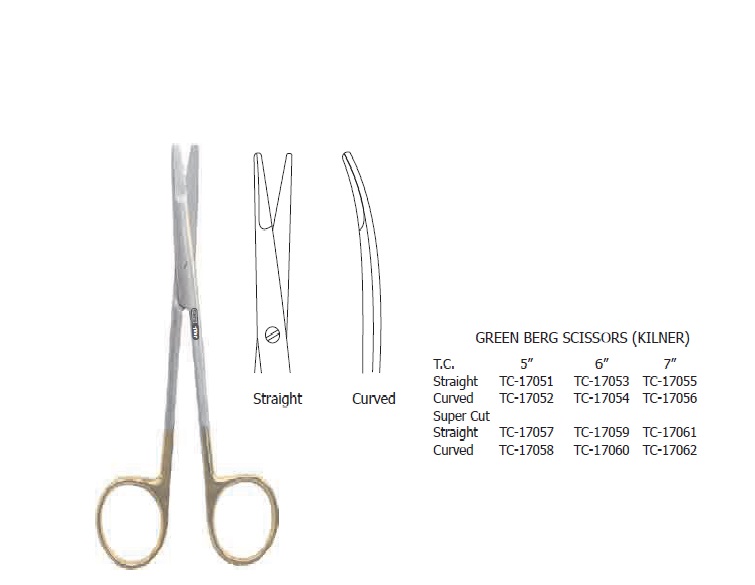 GREEN BERG SCISSORS (KILNER)
T.C. 5” 6” 7”
Straight TC-17051 TC-17053 TC-17055
Curved TC-17052 TC-17054 TC-17056
Super Cut
Straight TC-17057 TC-17059 TC-17061
Curved TC-17058 TC-17060 TC-17062
Straight Curved